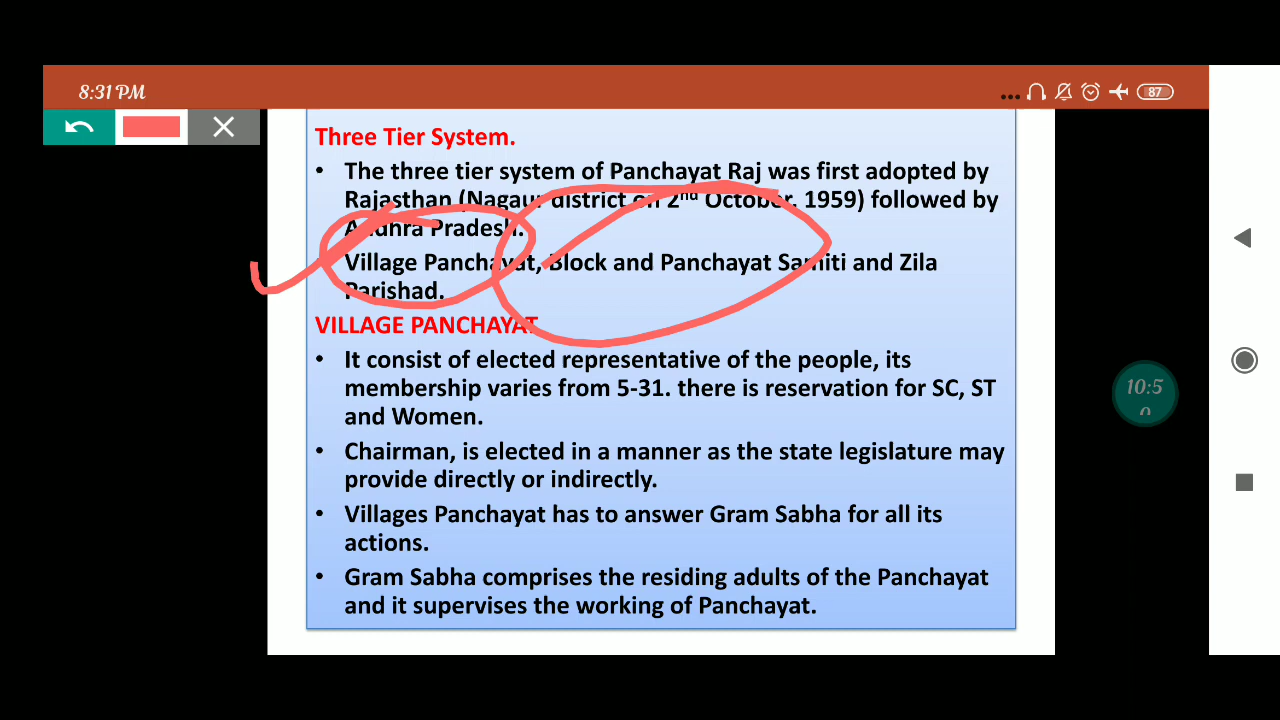 8:31 PM
87
Three Tier System.
• The three tier system of Panchayat Raj was first adopted by
Rajasthan (Nagaur district on 2nd October, 1959) followed by
Andhra Pradesh.
• Village Panchayat, Block and Panchayat Samiti and Zila
Parishad.
VILLAGE PANCHAYAT
• It consist of elected representative of the people, its
membership varies from 5-31. there is reservation for SC, ST
and Women.
• Chairman, is elected in a manner as the state legislature may
provide directly or indirectly.
• Villages Panchayat has to answer Gram Sabha for all its
actions.
• Gram Sabha comprises the residing adults of the Panchayat
and it supervises the working of Panchayat.
10:5
0